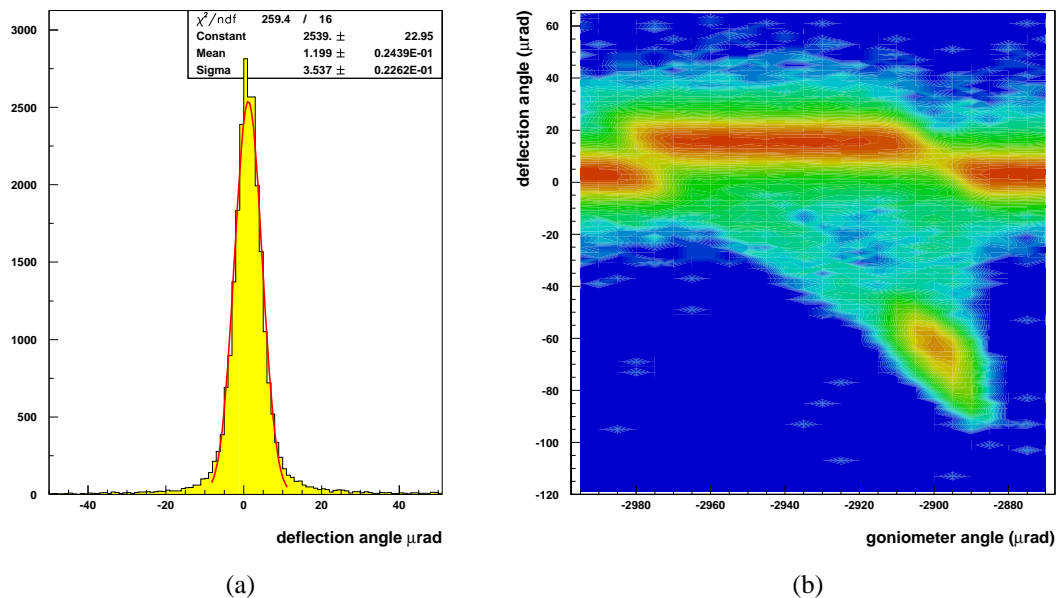 χ²/ndf 259.4 / 16
Constant 2539. ± 22.95
Mean 1.199 ± 0.2439E-01
Sigma 3.537 ± 0.2262E-01
3000
2500
2000
1500
1000
500
0
-40 -20 0 20 40
deflection angle μrad
(a)
deflection angle (μrad)
60
40
20
0
-20
-40
-60
-80
-100
-120
-2980 -2960 -2940 -2920 -2900 -2880
goniometer angle (μrad)
(b)